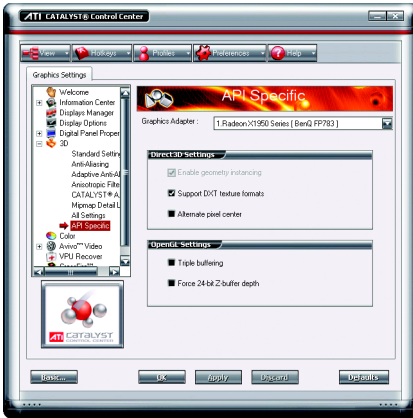 ATI CATALYST® Control Center
View
Hotkeys
Profiles
Preferences
Help
Graphics Settings
Welcome
Information Center
Displays Manager
Display Options
Digital Panel Proper
3D
Standard Settin
Anti-Aliasing
Adaptive Anti-Al
Anisotropic Filte
CATALYST® A.
Mipmap Detail L
All Settings
API Specific
Color
Avivo™ Video
VPU Recover
API Specific
Graphics Adapter :
1.Radeon X1950 Series [ BenQ FP783 ]
Direct3D Settings
Enable geometry instancing
Support DXT texture formats
Alternate pixel center
OpenGL Settings
Triple buffering
Force 24-bit Z-buffer depth
ATI CATALYST
CONTROL CENTER
Basic...
OK
Apply
Discard
Defaults